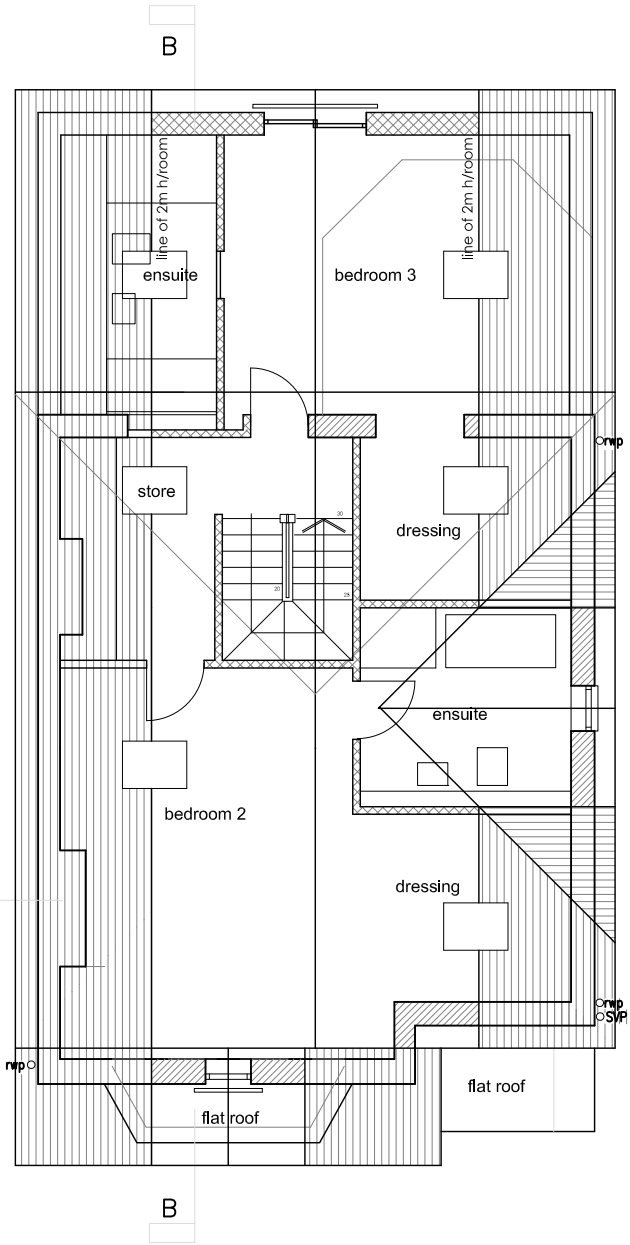 B
line of 2m h/room
line of 2m h/room
ensuite
bedroom 3
rwp
store
30
dressing
20
25
ensuite
bedroom 2
dressing
rwp
SVP
rwp
flat roof
flat roof
B